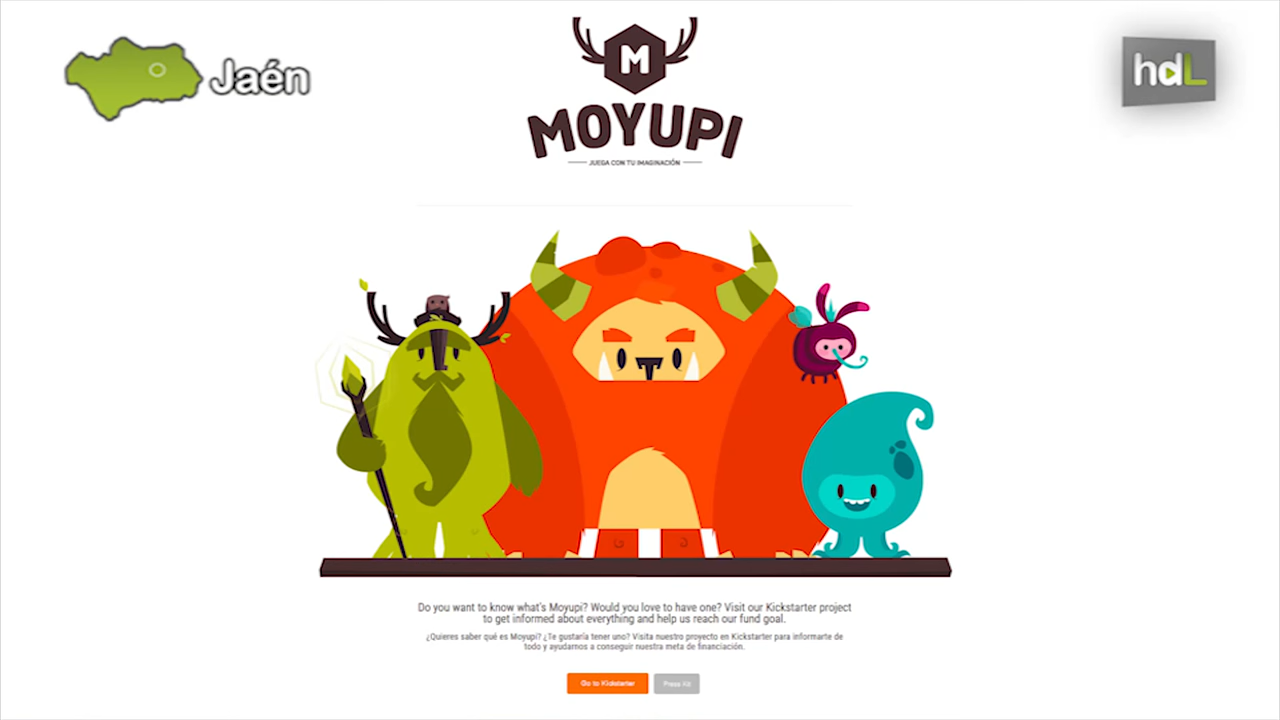 Jaén
hdL
M
MOYUPI
JUEGA CON TU IMAGINACIÓN
Do you want to know what's Moyupi? Would you love to have one? Visit our Kickstarter project
to get informed about everything and help us reach our fund goal.
¿Quieres saber qué es Moyupi? ¿Te gustaría tener uno? Visita nuestro proyecto en Kickstarter para informarte de
todo y ayudarnos a conseguir nuestra meta de financiación.
Go to Kickstarter
Press Kit